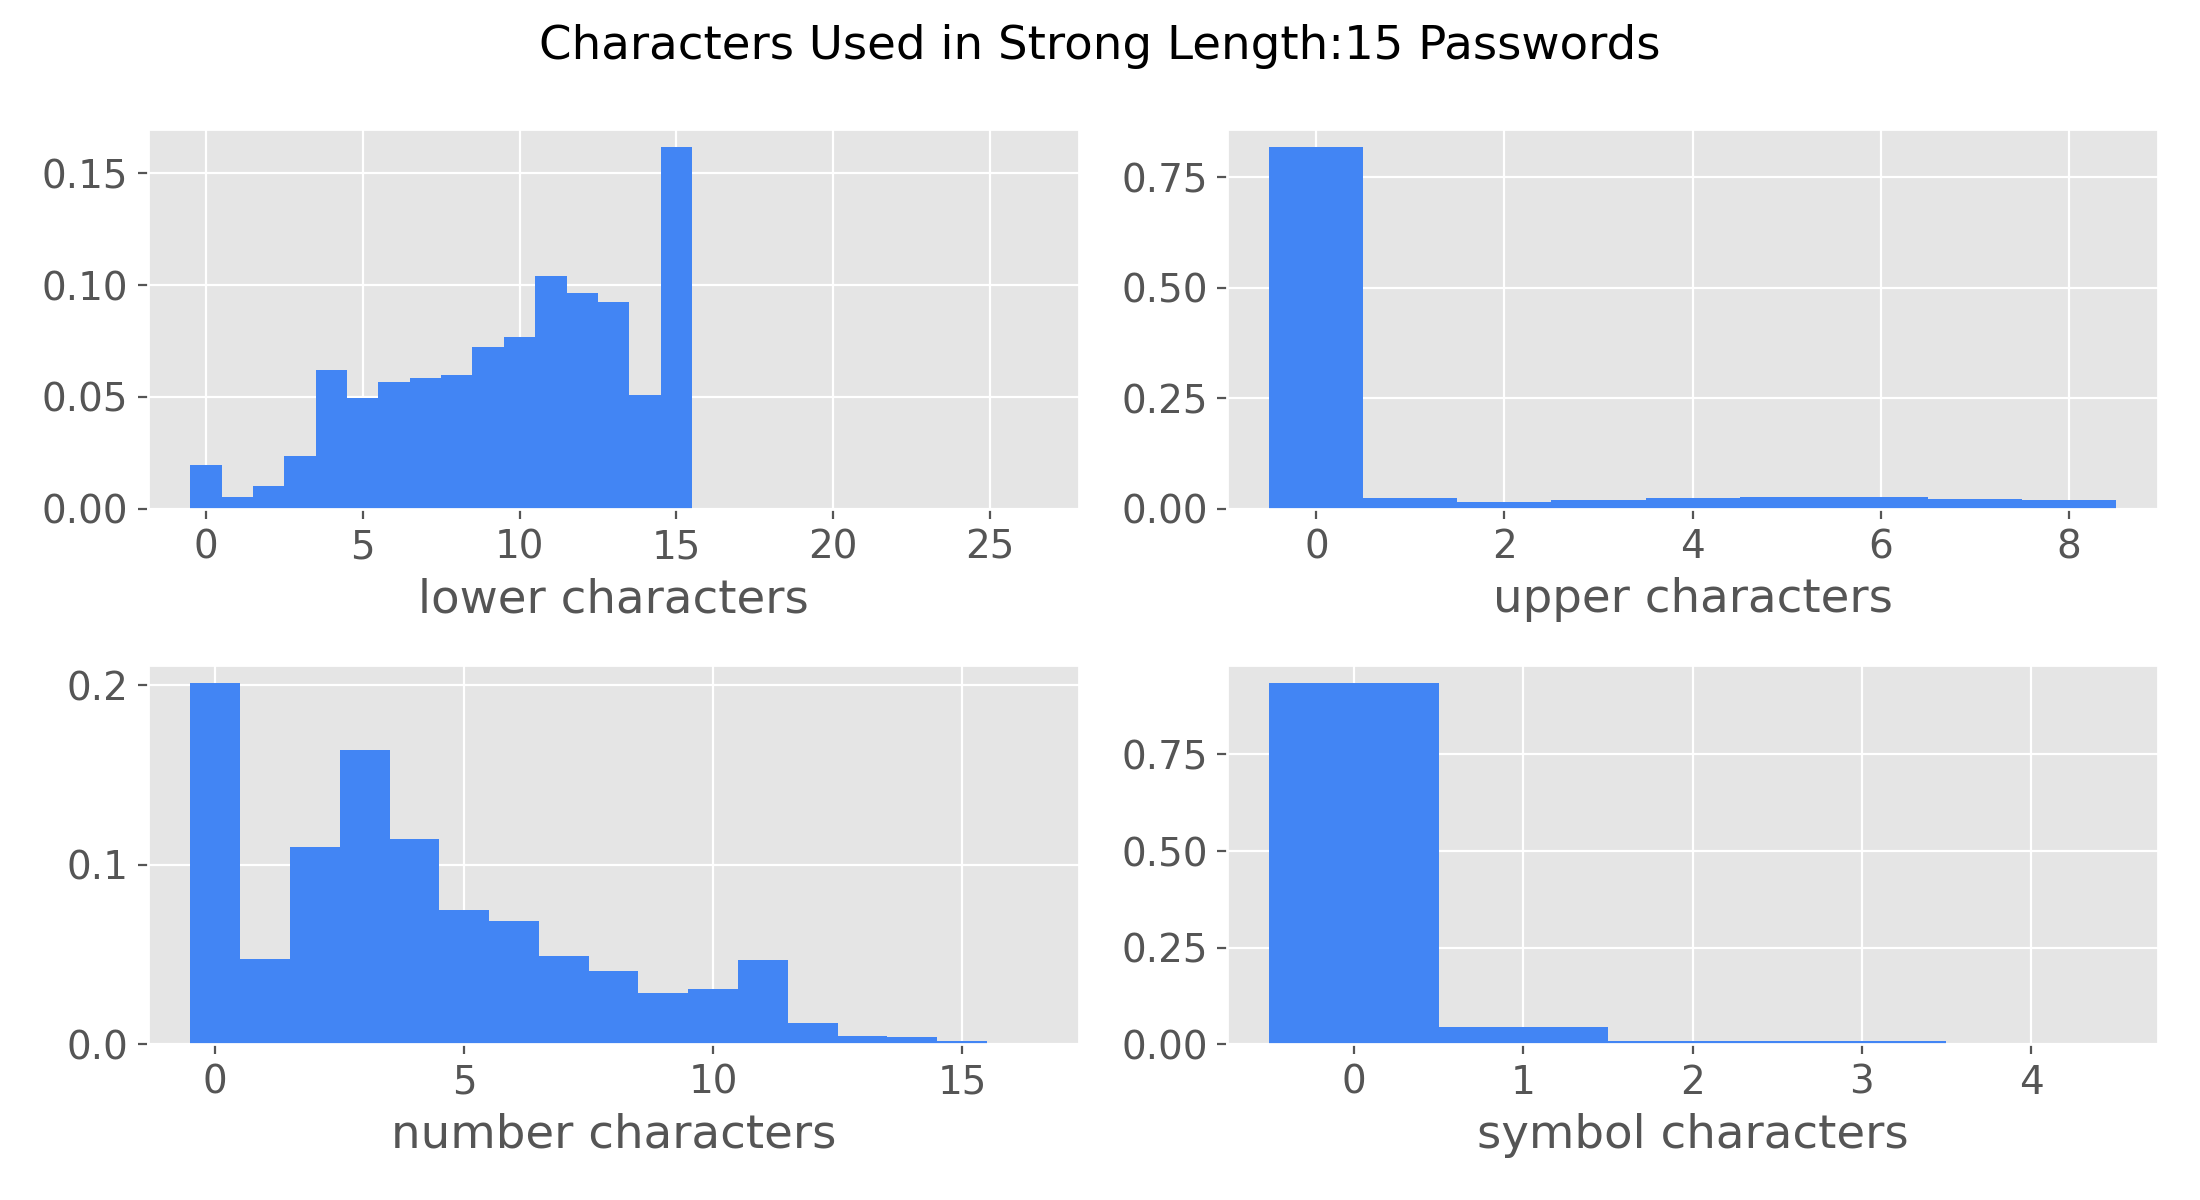 Characters Used in Strong Length:15 Passwords
0.15
0.10
0.05
0.00
0 5 10 15 20 25
lower characters
0.75
0.50
0.25
0.00
0 2 4 6 8
upper characters
0.2
0.1
0.0
0 5 10 15
number characters
0.75
0.50
0.25
0.00
0 1 2 3 4
symbol characters